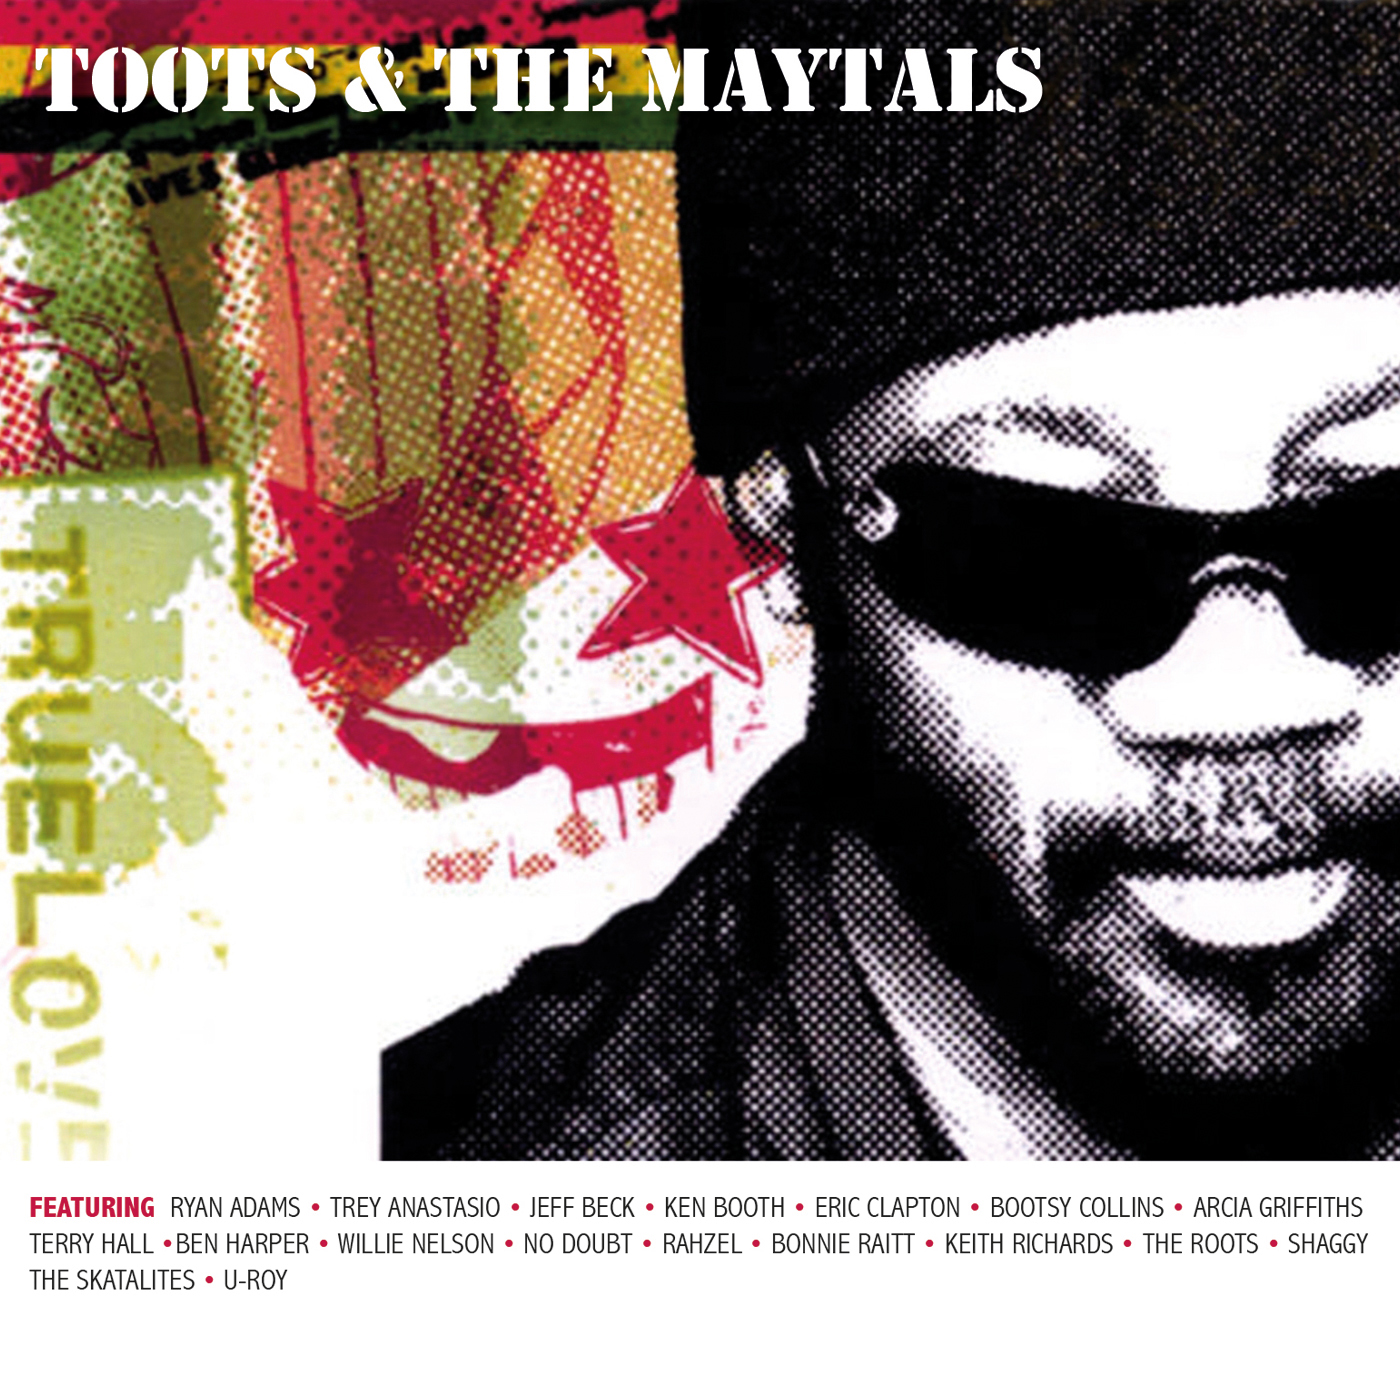 TOOTS & THE MAYTALS
TRUE LOVE
FEATURING RYAN ADAMS • TREY ANASTASIO • JEFF BECK • KEN BOOTH • ERIC CLAPTON • BOOTSY COLLINS • ARCIA GRIFFITHS
TERRY HALL • BEN HARPER • WILLIE NELSON • NO DOUBT • RAHZEL • BONNIE RAITT • KEITH RICHARDS • THE ROOTS • SHAGGY
THE SKATALITES • U-ROY